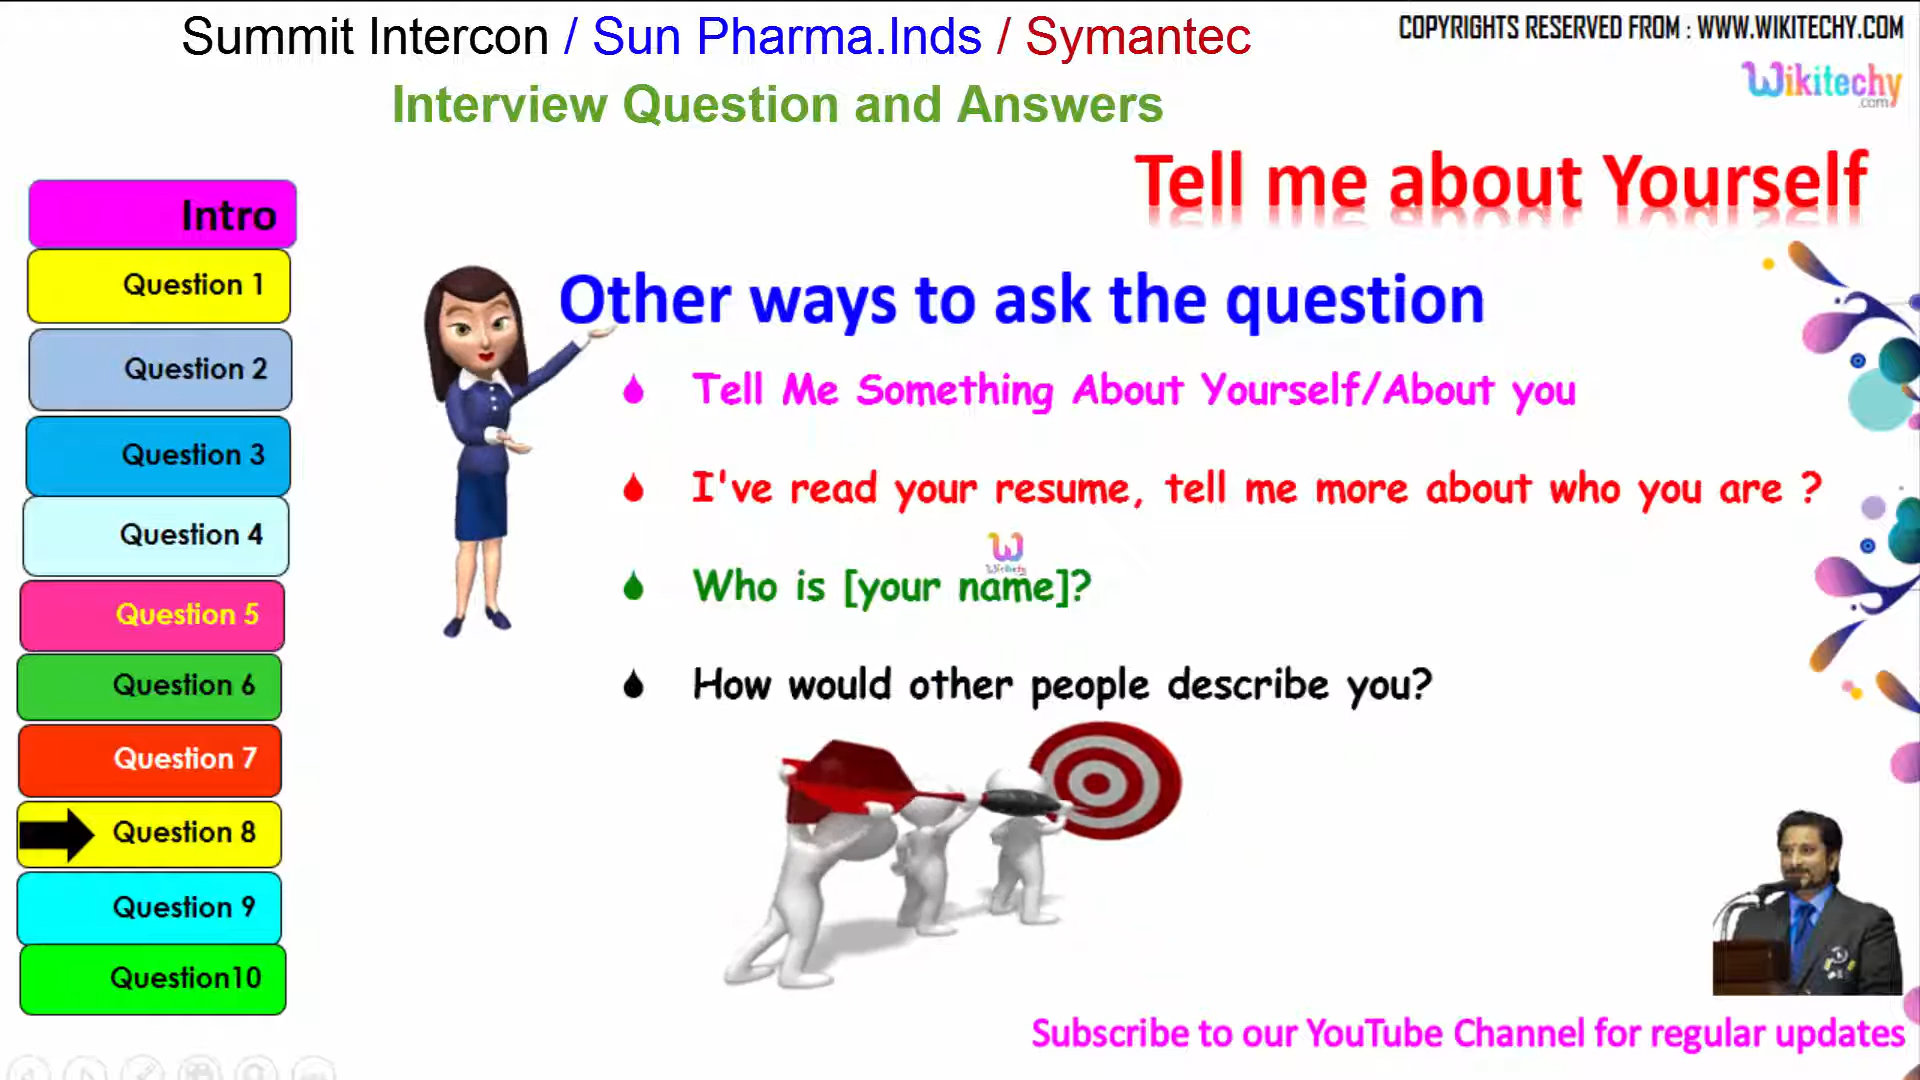 Summit Intercon / Sun Pharma.Inds / Symantec
COPYRIGHTS RESERVED FROM : WWW.WIKITECHY.COM
Wikitechy
.com
Interview Question and Answers
Tell me about Yourself
Intro
Question 1
Question 2
Question 3
Question 4
Question 5
Question 6
Question 7
Question 8
Question 9
Question10
Other ways to ask the question
Tell Me Something About Yourself/About you
I've read your resume, tell me more about who you are ?
Wikitechy
Who is [your name]?
How would other people describe you?
Subscribe to our YouTube Channel for regular updates